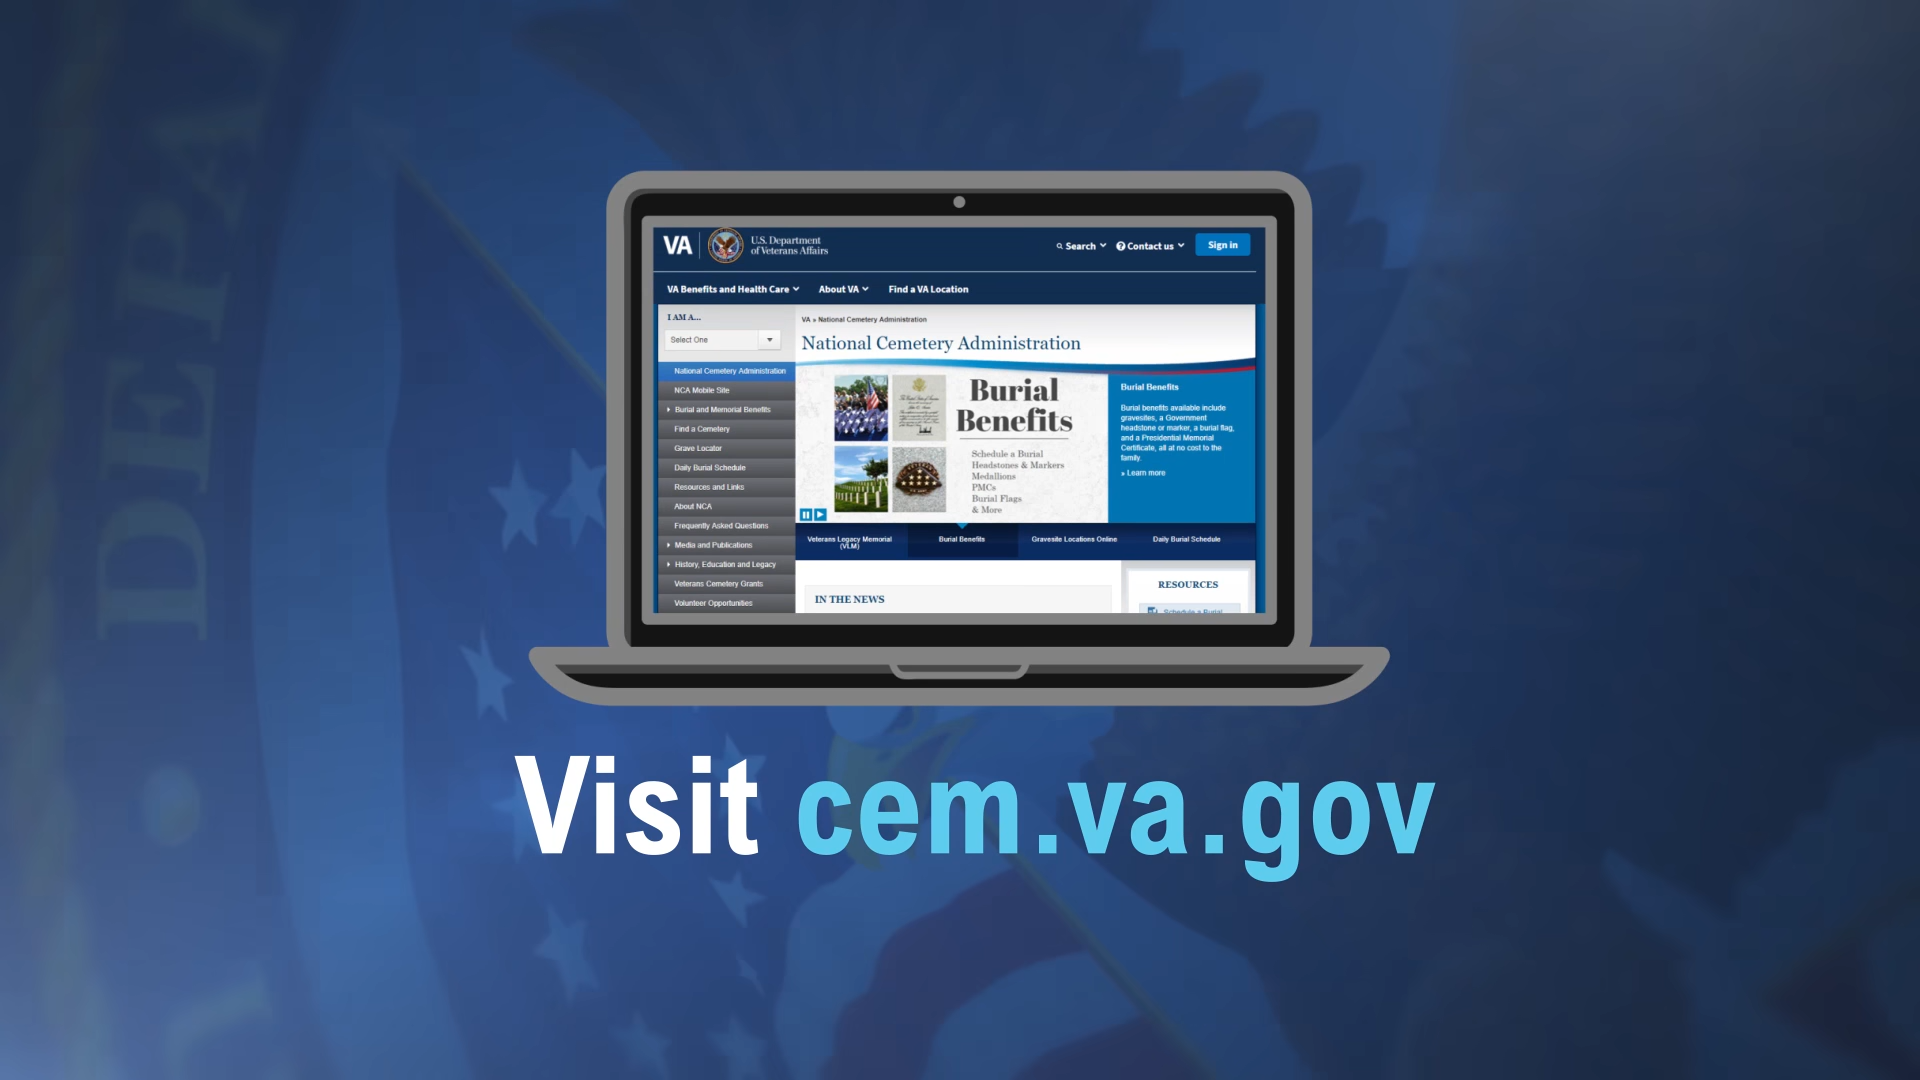 DEPA
VA
U.S. Department
of Veterans Affairs
Search
Contact us
Sign in
VA Benefits and Health Care
About VA
Find a VA Location
I AM A...
Select One
National Cemetery Administration
NCA Mobile Site
Burial and Memorial Benefits
Find a Cemetery
Grave Locator
Daily Burial Schedule
Resources and Links
About NCA
Frequently Asked Questions
Media and Publications
History, Education and Legacy
Veterans Cemetery Grants
Volunteer Opportunities
VA » National Cemetery Administration
National Cemetery Administration
Burial
Benefits
Schedule a Burial
Headstones & Markers
Medallions
PMCs
Burial Flags
& More
Burial Benefits
Burial benefits available include
gravesites, a Government
headstone or marker, a burial flag,
and a Presidential Memorial
Certificate, all at no cost to the
family.
» Learn more
Veterans Legacy Memorial
(VLM)
Burial Benefits
Gravesite Locations Online
Daily Burial Schedule
IN THE NEWS
RESOURCES
Schedule a Burial
Visit cem.va.gov